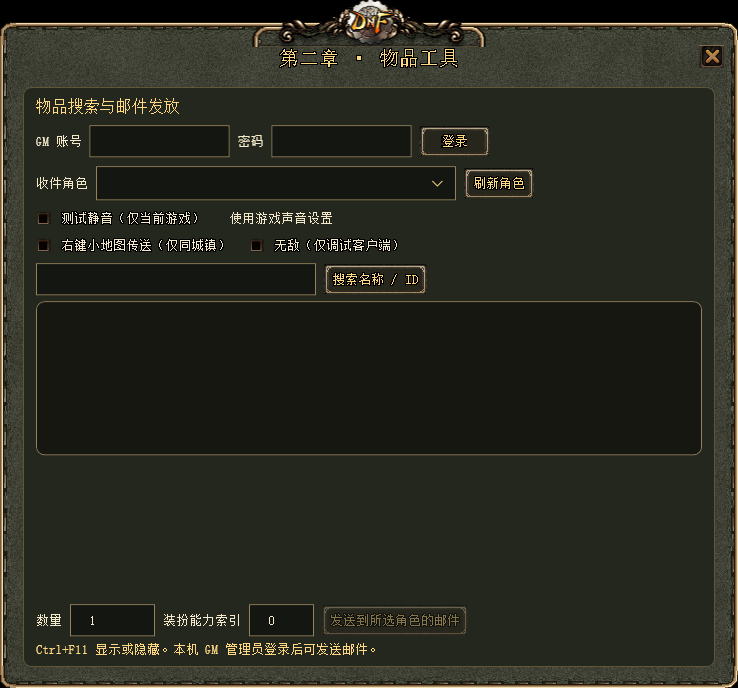 DNF
第二章 · 物品工具
物品搜索与邮件发放
GM 账号 密码 登录
收件角色 刷新角色
测试静音（仅当前游戏） 使用游戏声音设置
右键小地图传送（仅同城镇） 无敌（仅调试客户端）
搜索名称 / ID
数量 1 装扮能力索引 0 发送到所选角色的邮件
Ctrl+F11 显示或隐藏。本机 GM 管理员登录后可发送邮件。